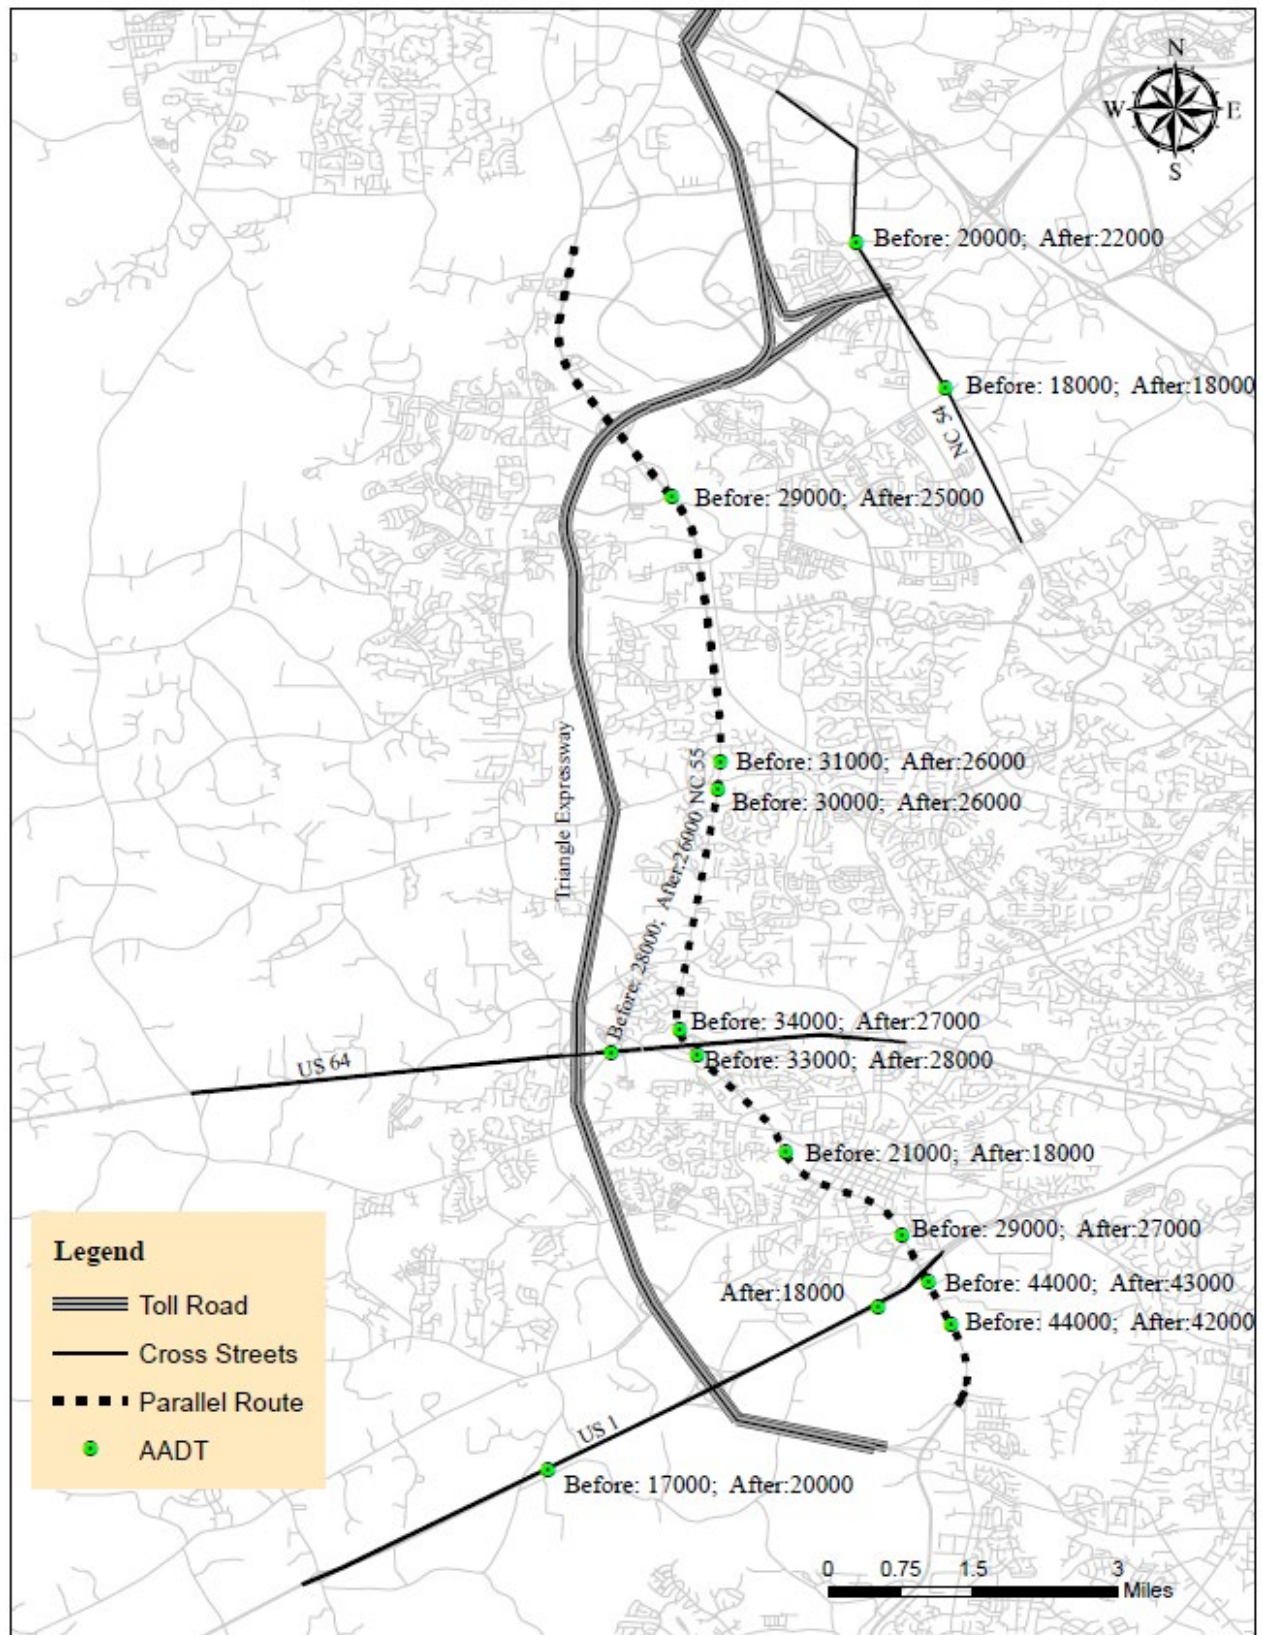 N
W E
S
Before: 20000; After:22000
Before: 18000; After:18000
NC 54
Before: 29000; After:25000
Triangle Expressway
NC 55
Before: 31000; After:26000
Before: 30000; After:26000
Before: 28000; After:26000
Before: 34000; After:27000
US 64
Before: 33000; After:28000
Before: 21000; After:18000
Before: 29000; After:27000
Before: 44000; After:43000
After:18000
Before: 44000; After:42000
US 1
Before: 17000; After:20000
Legend
Toll Road
Cross Streets
Parallel Route
AADT
0 0.75 1.5 3
Miles